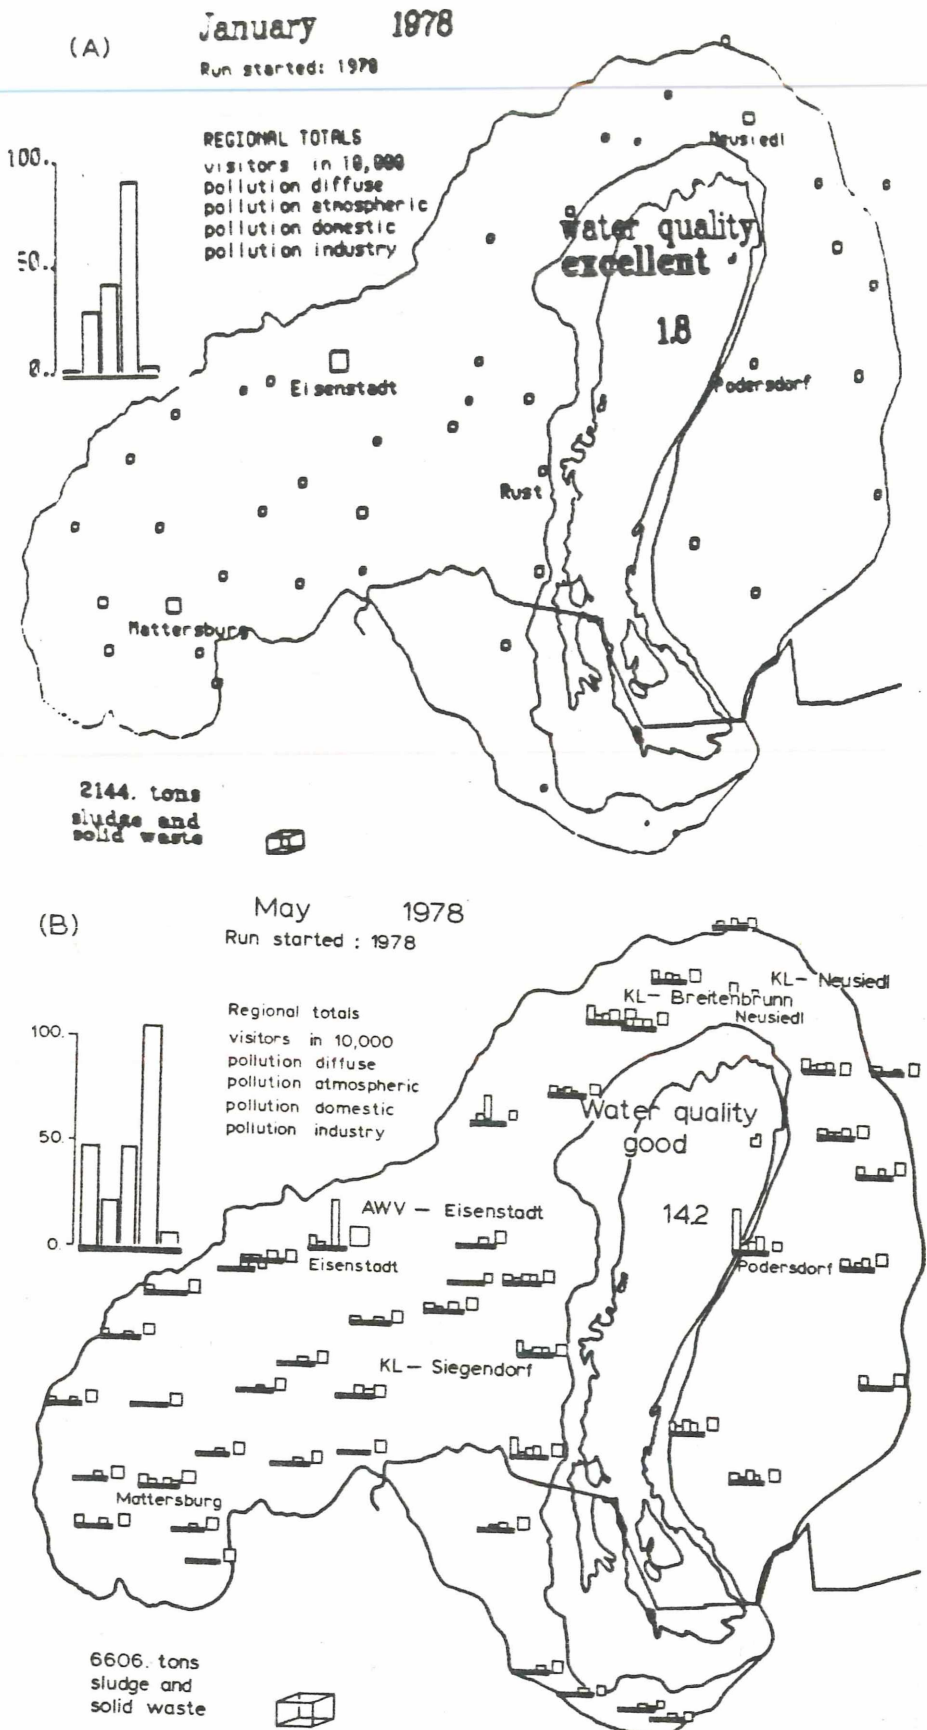 (A)
January 1978
Run started: 1978
100.
50.
0.
REGIONAL TOTALS
visitors in 10,000
pollution diffuse
pollution atmospheric
pollution domestic
pollution industry
Neusiedl
water quality
excellent
1.8
Eisenstadt
Podersdorf
Rust
Mattersburg
2144. tons
sludge and
solid waste
(B)
May 1978
Run started : 1978
100.
50.
0.
Regional totals
visitors in 10,000
pollution diffuse
pollution atmospheric
pollution domestic
pollution industry
KL— Neusiedl
KL— Breitenbrunn
Neusiedl
Water quality
good
14.2
AWV — Eisenstadt
Eisenstadt
Podersdorf
KL— Siegendorf
Mattersburg
6606. tons
sludge and
solid waste